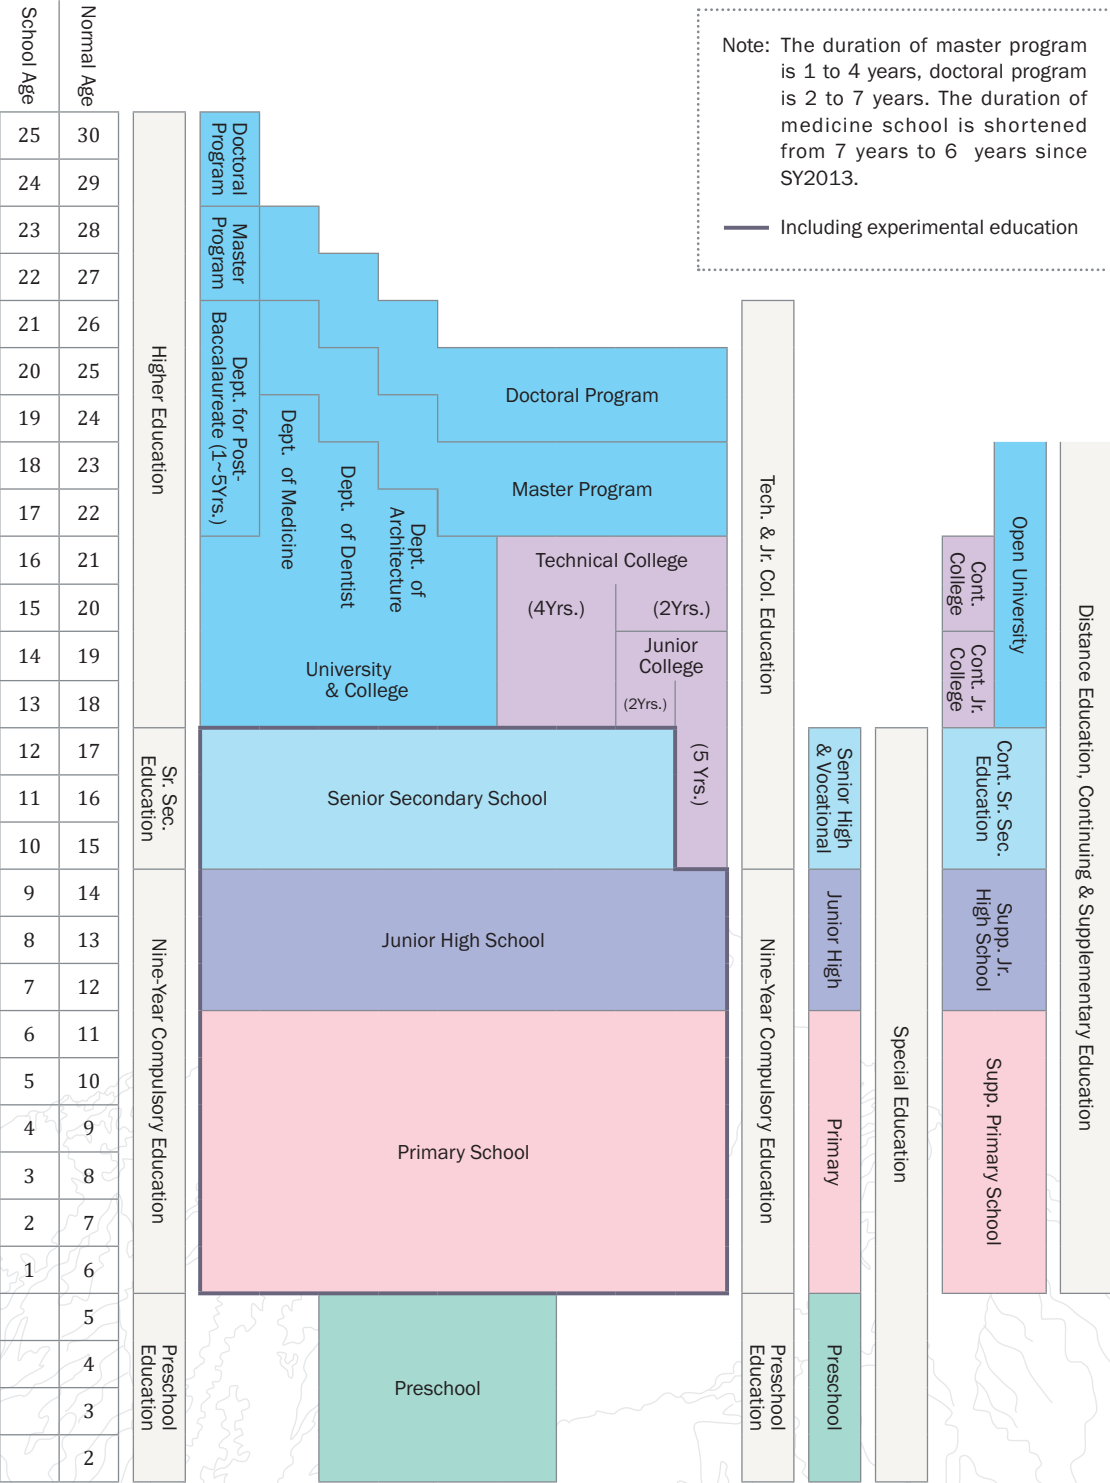 School Age
Normal Age
Note: The duration of master program
is 1 to 4 years, doctoral program
is 2 to 7 years. The duration of
medicine school is shortened
from 7 years to 6 years since
SY2013.
Including experimental education
25 30
24 29
23 28
22 27
21 26
20 25
19 24
18 23
17 22
16 21
15 20
14 19
13 18
12 17
11 16
10 15
9 14
8 13
7 12
6 11
5 10
4 9
3 8
2 7
1 6
5
4
3
2
Higher Education
Sr. Sec.
Education
Nine-Year Compulsory Education
Preschool
Education
Doctoral
Program
Master
Program
Dept. for Post-
Baccalaureate (1~5Yrs.)
Dept. of Medicine
Dept. of Dentist
Dept. of
Architecture
Doctoral Program
Master Program
University
& College
Technical College
(4Yrs.)
(2Yrs.)
Junior
College
(2Yrs.)
(5 Yrs.)
Senior Secondary School
Junior High School
Primary School
Preschool
Tech. & Jr. Col. Education
Nine-Year Compulsory Education
Preschool
Education
Senior High
& Vocational
Junior High
Primary
Preschool
Special Education
Cont.
College
Cont. Jr.
College
Open University
Cont. Sr. Sec.
Education
Supp. Jr.
High School
Supp. Primary School
Distance Education, Continuing & Supplementary Education